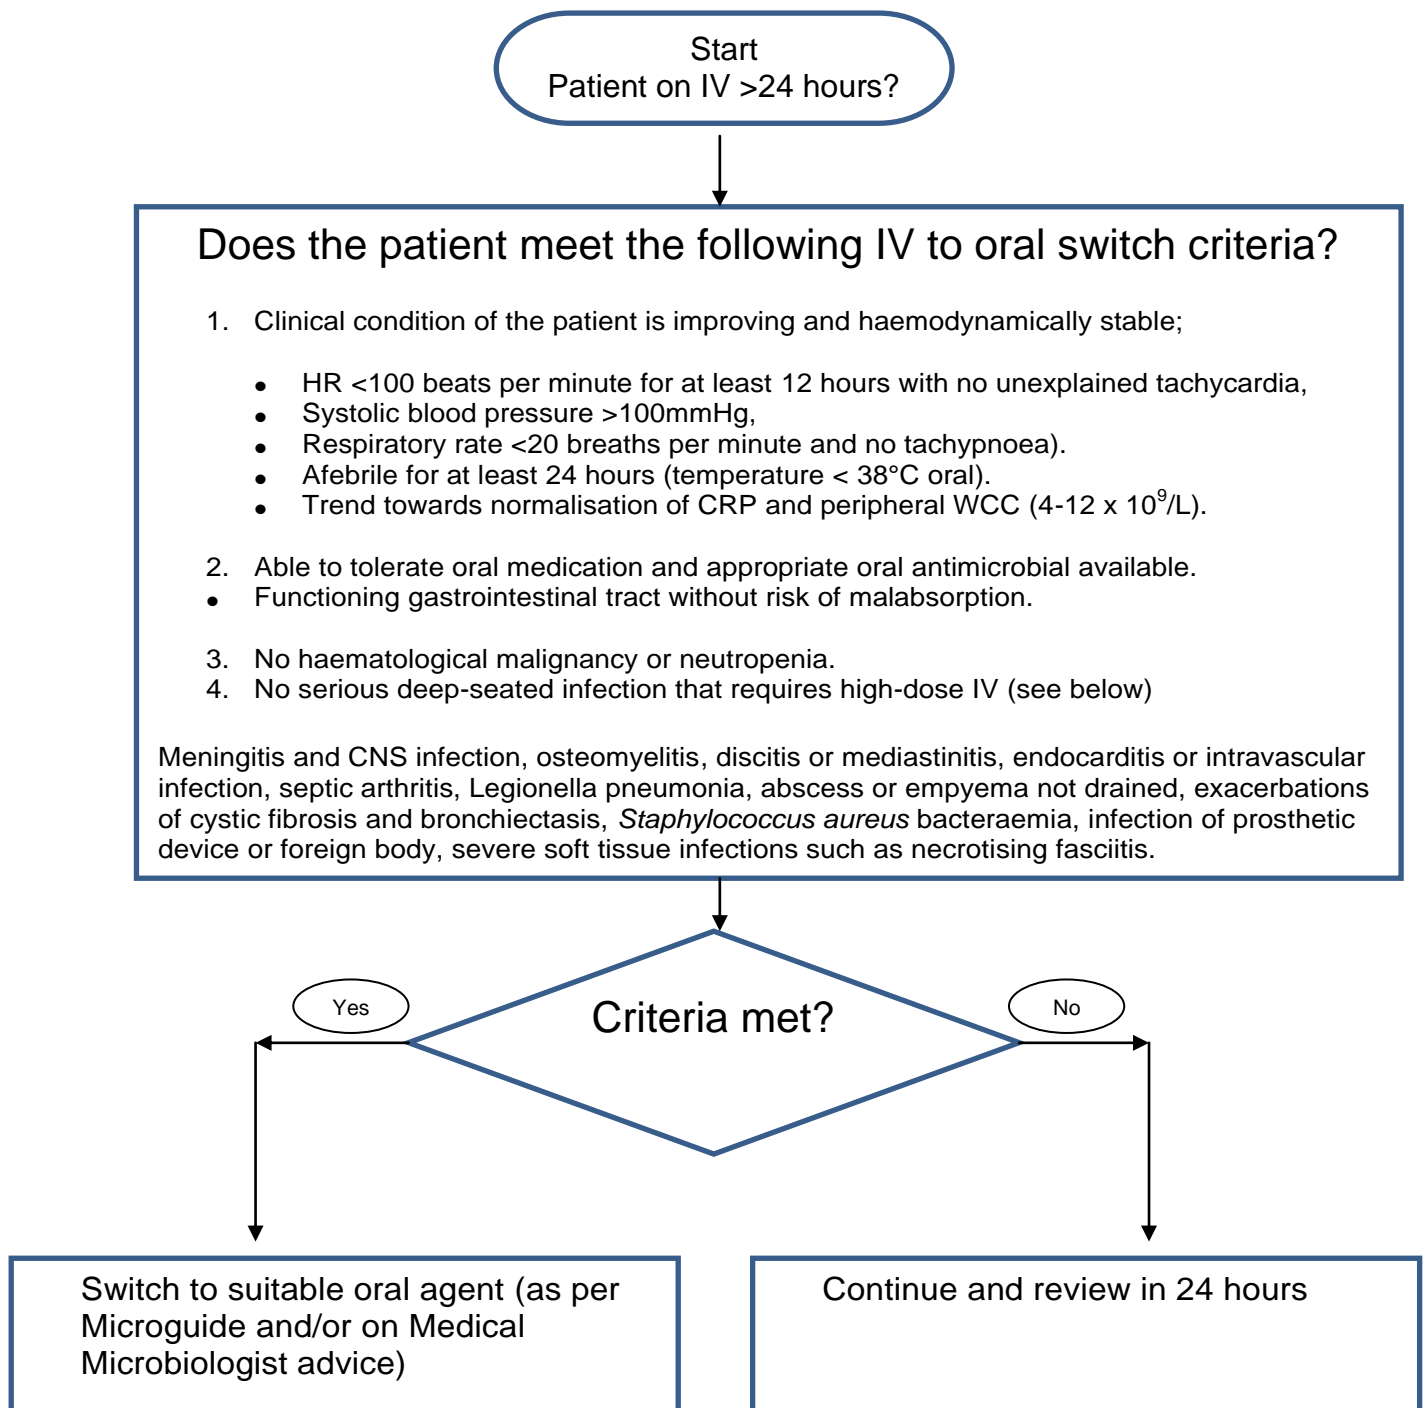 Start
Patient on IV >24 hours?
Does the patient meet the following IV to oral switch criteria?
1. Clinical condition of the patient is improving and haemodynamically stable;
• HR <100 beats per minute for at least 12 hours with no unexplained tachycardia,
• Systolic blood pressure >100mmHg,
• Respiratory rate <20 breaths per minute and no tachypnoea).
• Afebrile for at least 24 hours (temperature < 38°C oral).
• Trend towards normalisation of CRP and peripheral WCC (4-12 x 10⁹/L).
2. Able to tolerate oral medication and appropriate oral antimicrobial available.
• Functioning gastrointestinal tract without risk of malabsorption.
3. No haematological malignancy or neutropenia.
4. No serious deep-seated infection that requires high-dose IV (see below)
Meningitis and CNS infection, osteomyelitis, discitis or mediastinitis, endocarditis or intravascular
infection, septic arthritis, Legionella pneumonia, abscess or empyema not drained, exacerbations
of cystic fibrosis and bronchiectasis, Staphylococcus aureus bacteraemia, infection of prosthetic
device or foreign body, severe soft tissue infections such as necrotising fasciitis.
Criteria met?
Yes
No
Switch to suitable oral agent (as per
Microguide and/or on Medical
Microbiologist advice)
Continue and review in 24 hours